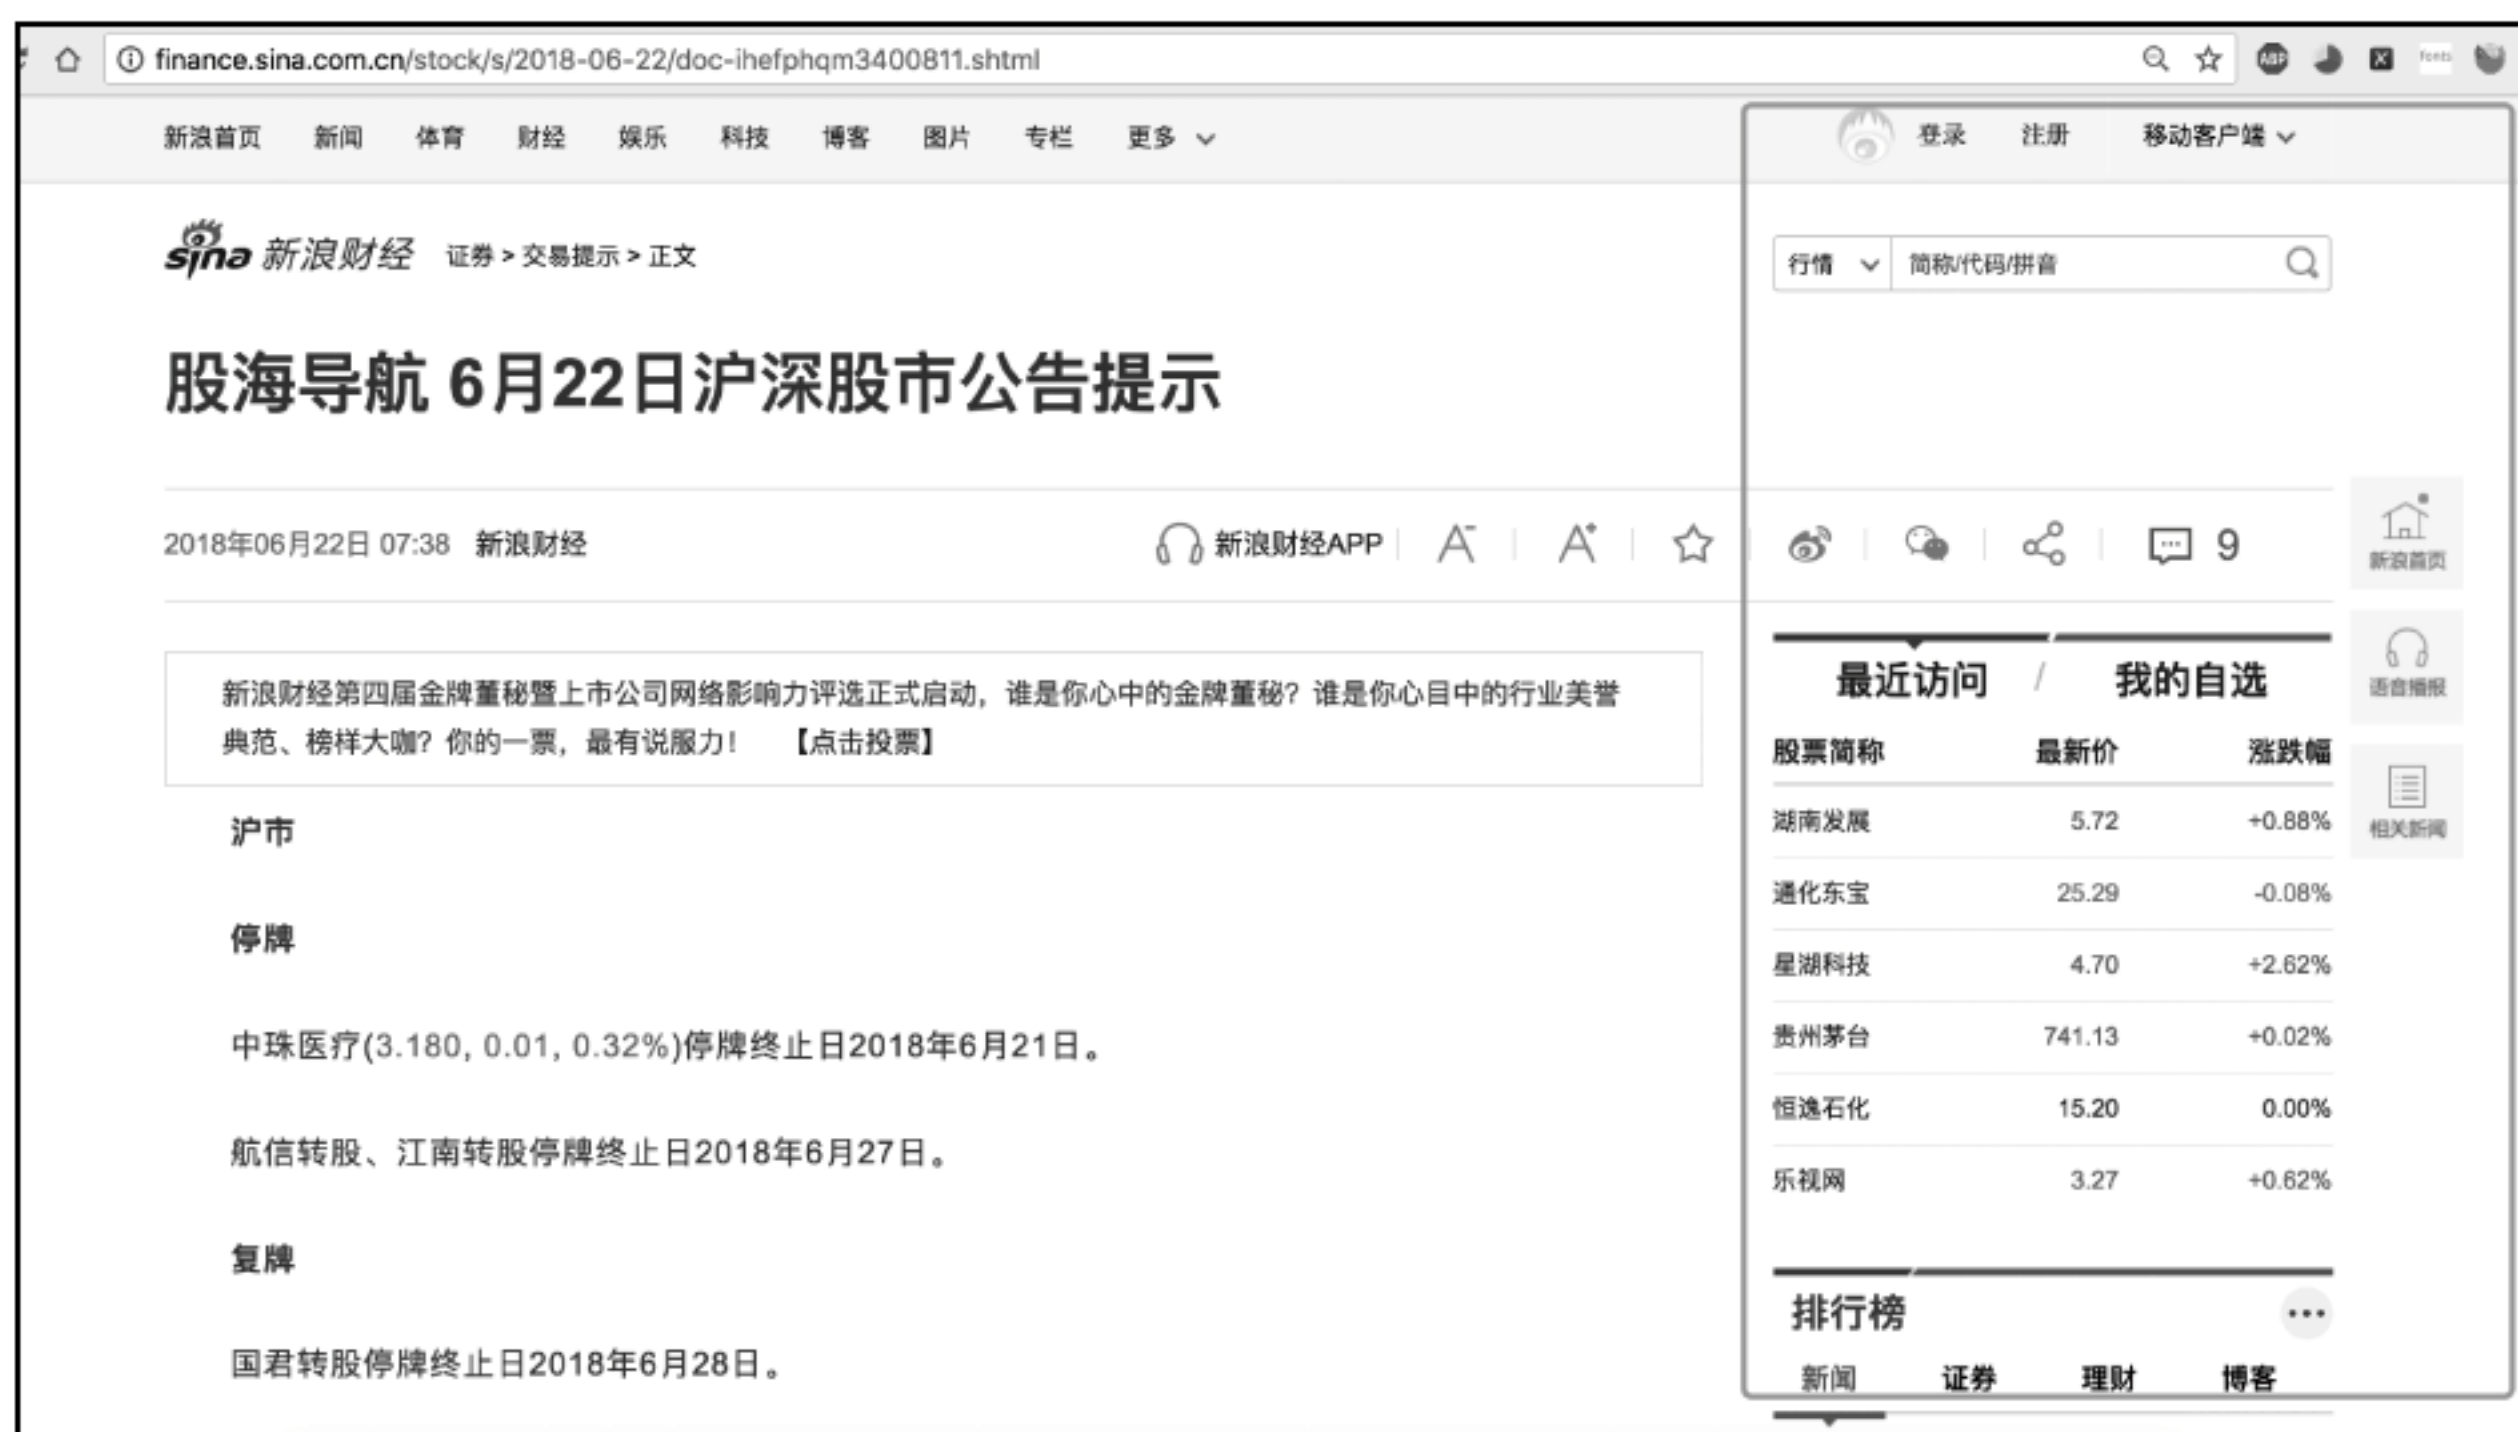 finance.sina.com.cn/stock/s/2018-06-22/doc-ihefphqm3400811.shtml
ABP
fonts
新浪首页 新闻 体育 财经 娱乐 科技 博客 图片 专栏 更多
登录 注册 移动客户端
sina 新浪财经 证券 > 交易提示 > 正文
行情 简称/代码/拼音
股海导航 6月22日沪深股市公告提示
2018年06月22日 07:38 新浪财经
新浪财经APP A- A+ 9
新浪财经第四届金牌董秘暨上市公司网络影响力评选正式启动，谁是你心中的金牌董秘？谁是你心目中的行业美誉
典范、榜样大咖？你的一票，最有说服力！ 【点击投票】
沪市
停牌
中珠医疗(3.180, 0.01, 0.32%)停牌终止日2018年6月21日。
航信转股、江南转股停牌终止日2018年6月27日。
复牌
国君转股停牌终止日2018年6月28日。
最近访问 / 我的自选
股票简称 最新价 涨跌幅
湖南发展 5.72 +0.88%
通化东宝 25.29 -0.08%
星湖科技 4.70 +2.62%
贵州茅台 741.13 +0.02%
恒逸石化 15.20 0.00%
乐视网 3.27 +0.62%
排行榜
新闻 证券 理财 博客
新浪首页
语音播报
相关新闻